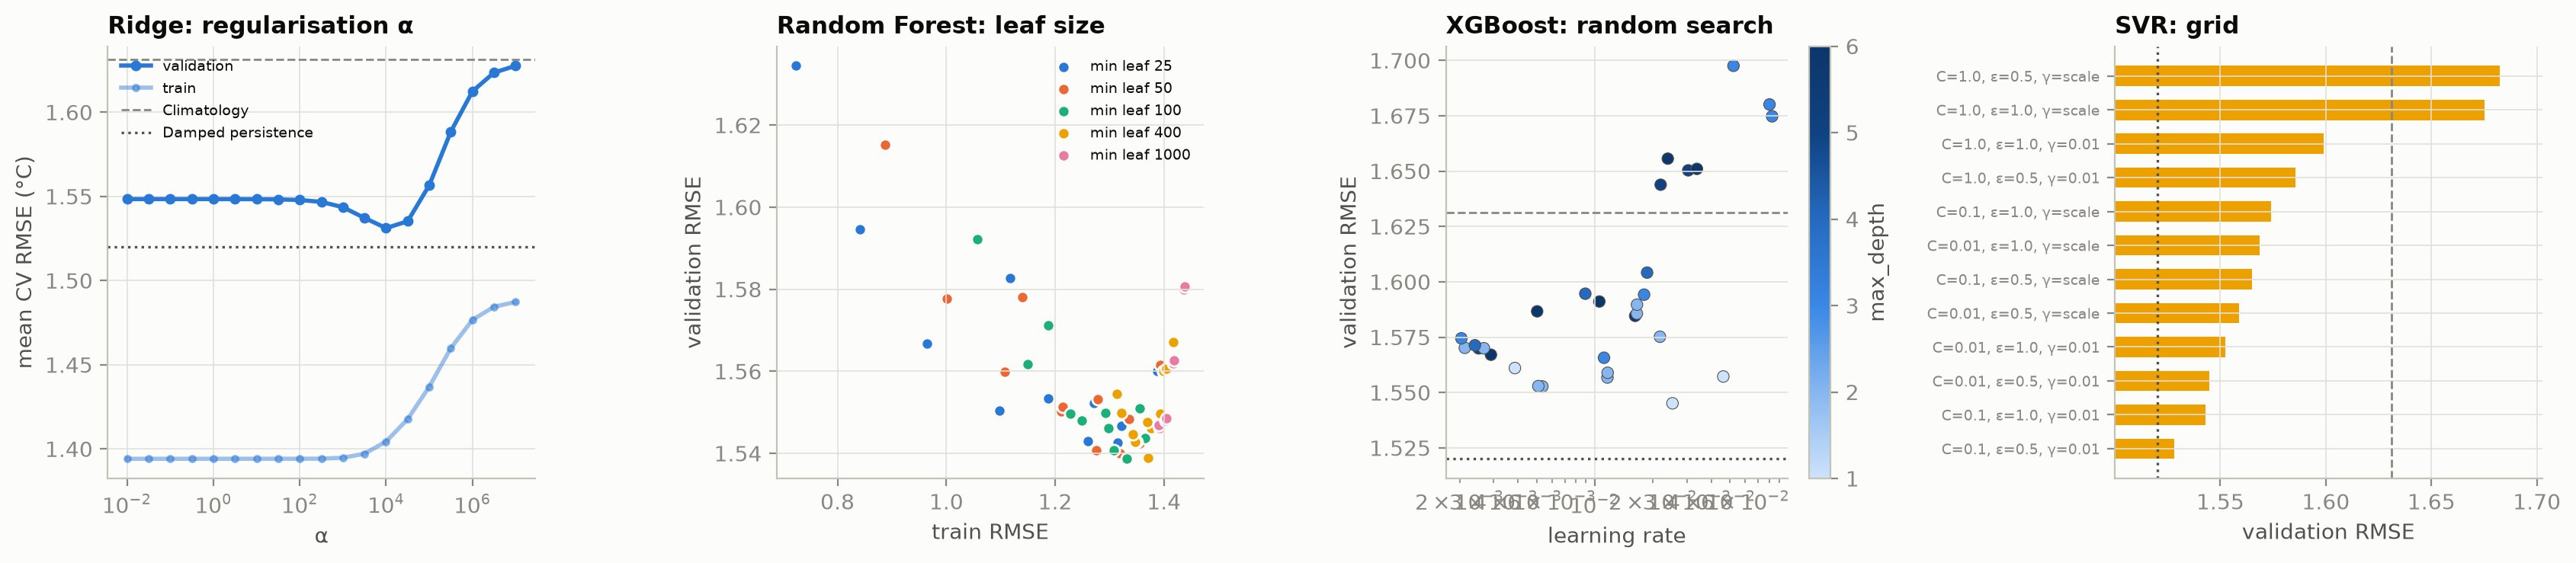 Ridge: regularisation α
mean CV RMSE (°C)
1.60
1.55
1.50
1.45
1.40
validation
train
Climatology
Damped persistence
10⁻²
10⁰
10²
10⁴
10⁶
α
Random Forest: leaf size
validation RMSE
1.62
1.60
1.58
1.56
1.54
min leaf 25
min leaf 50
min leaf 100
min leaf 400
min leaf 1000
0.8
1.0
1.2
1.4
train RMSE
XGBoost: random search
validation RMSE
1.700
1.675
1.650
1.625
1.600
1.575
1.550
1.525
learning rate
6
5
4
3
2
1
max_depth
SVR: grid
C=1.0, ε=0.5, γ=scale
C=1.0, ε=1.0, γ=scale
C=1.0, ε=1.0, γ=0.01
C=1.0, ε=0.5, γ=0.01
C=0.1, ε=1.0, γ=scale
C=0.01, ε=1.0, γ=scale
C=0.1, ε=0.5, γ=scale
C=0.01, ε=0.5, γ=scale
C=0.01, ε=1.0, γ=0.01
C=0.01, ε=0.5, γ=0.01
C=0.1, ε=1.0, γ=0.01
C=0.1, ε=0.5, γ=0.01
1.55
1.60
1.65
1.70
validation RMSE